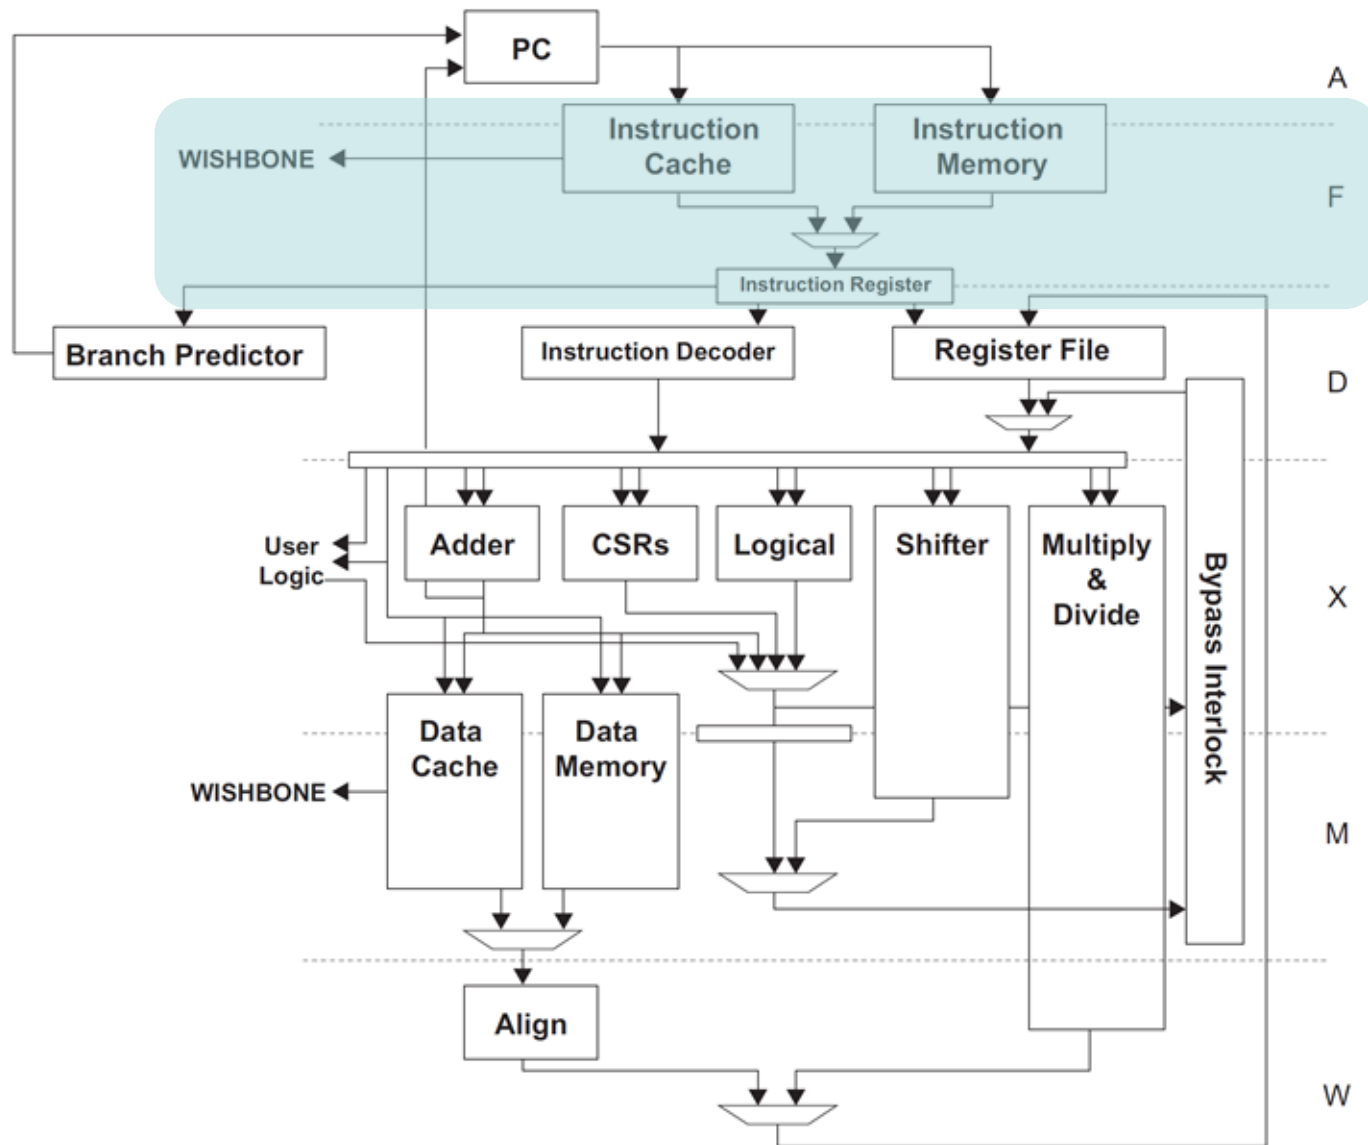 PC
A
Instruction
Cache
Instruction
Memory
WISHBONE
F
Instruction Register
Branch Predictor
Instruction Decoder
Register File
D
User
Logic
Adder
CSRs
Logical
Shifter
Multiply
&
Divide
Bypass Interlock
X
Data
Cache
Data
Memory
WISHBONE
M
Align
W